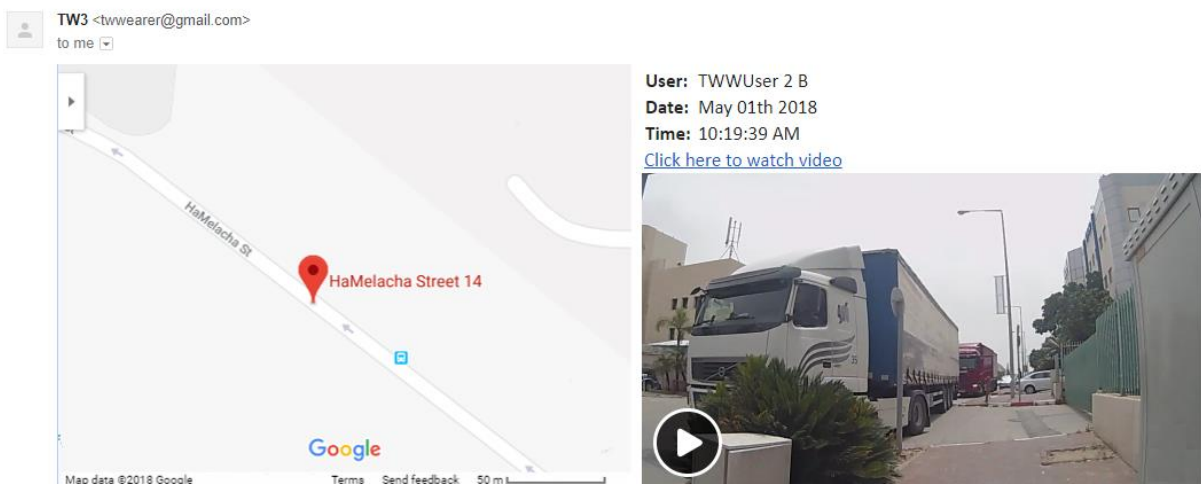 TW3 <twwearer@gmail.com>
to me
User: TWWUser 2 B
Date: May 01th 2018
Time: 10:19:39 AM
Click here to watch video
HaMelacha St
HaMelacha Street 14
Google
Map data ©2018 Google Terms Send feedback 50 m
35